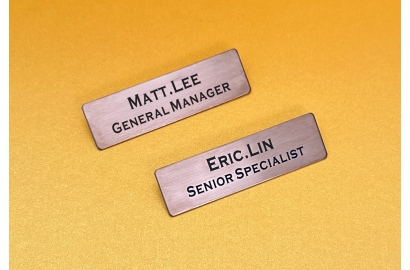 Matt.Lee
General Manager
Eric.Lin
Senior Specialist